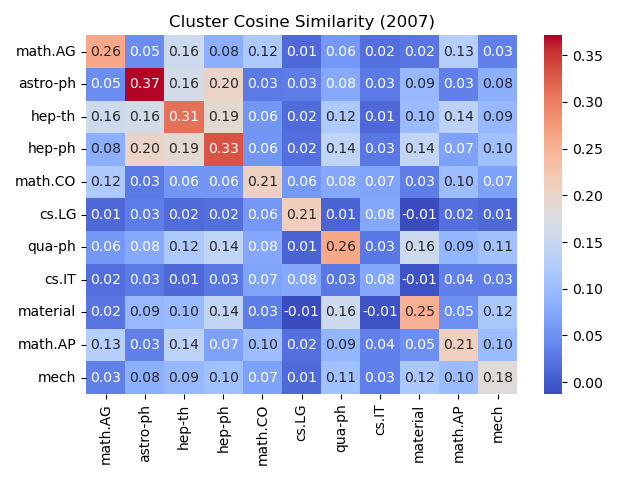 Cluster Cosine Similarity (2007)
math.AG 0.26 0.05 0.16 0.08 0.12 0.01 0.06 0.02 0.02 0.13 0.03
astro-ph 0.05 0.37 0.16 0.20 0.03 0.03 0.08 0.03 0.09 0.03 0.08
hep-th 0.16 0.16 0.31 0.19 0.06 0.02 0.12 0.01 0.10 0.14 0.09
hep-ph 0.08 0.20 0.19 0.33 0.06 0.02 0.14 0.03 0.14 0.07 0.10
math.CO 0.12 0.03 0.06 0.06 0.21 0.06 0.08 0.07 0.03 0.10 0.07
cs.LG 0.01 0.03 0.02 0.02 0.06 0.21 0.01 0.08 -0.01 0.02 0.01
qua-ph 0.06 0.08 0.12 0.14 0.08 0.01 0.26 0.03 0.16 0.09 0.11
cs.IT 0.02 0.03 0.01 0.03 0.07 0.08 0.03 0.08 -0.01 0.04 0.03
material 0.02 0.09 0.10 0.14 0.03 -0.01 0.16 -0.01 0.25 0.05 0.12
math.AP 0.13 0.03 0.14 0.07 0.10 0.02 0.09 0.04 0.05 0.21 0.10
mech 0.03 0.08 0.09 0.10 0.07 0.01 0.11 0.03 0.12 0.10 0.18
math.AG astro-ph hep-th hep-ph math.CO cs.LG qua-ph cs.IT material math.AP mech
0.35
0.30
0.25
0.20
0.15
0.10
0.05
0.00